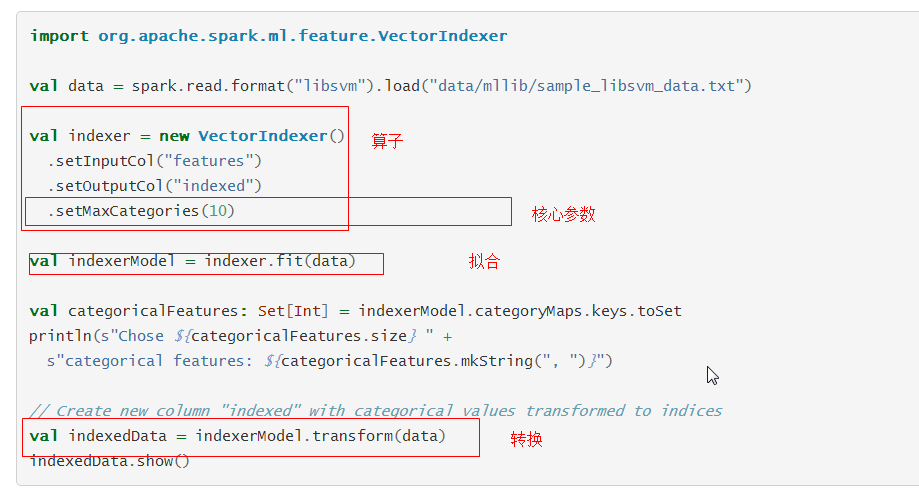 import org.apache.spark.ml.feature.VectorIndexer
val data = spark.read.format("libsvm").load("data/mllib/sample_libsvm_data.txt")
val indexer = new VectorIndexer()
算子
.setInputCol("features")
.setOutputCol("indexed")
.setMaxCategories(10)
核心参数
val indexerModel = indexer.fit(data)
拟合
val categoricalFeatures: Set[Int] = indexerModel.categoryMaps.keys.toSet
println(s"Chose ${categoricalFeatures.size} " +
s"categorical features: ${categoricalFeatures.mkString(", ")}")
// Create new column "indexed" with categorical values transformed to indices
val indexedData = indexerModel.transform(data)
转换
indexedData.show()